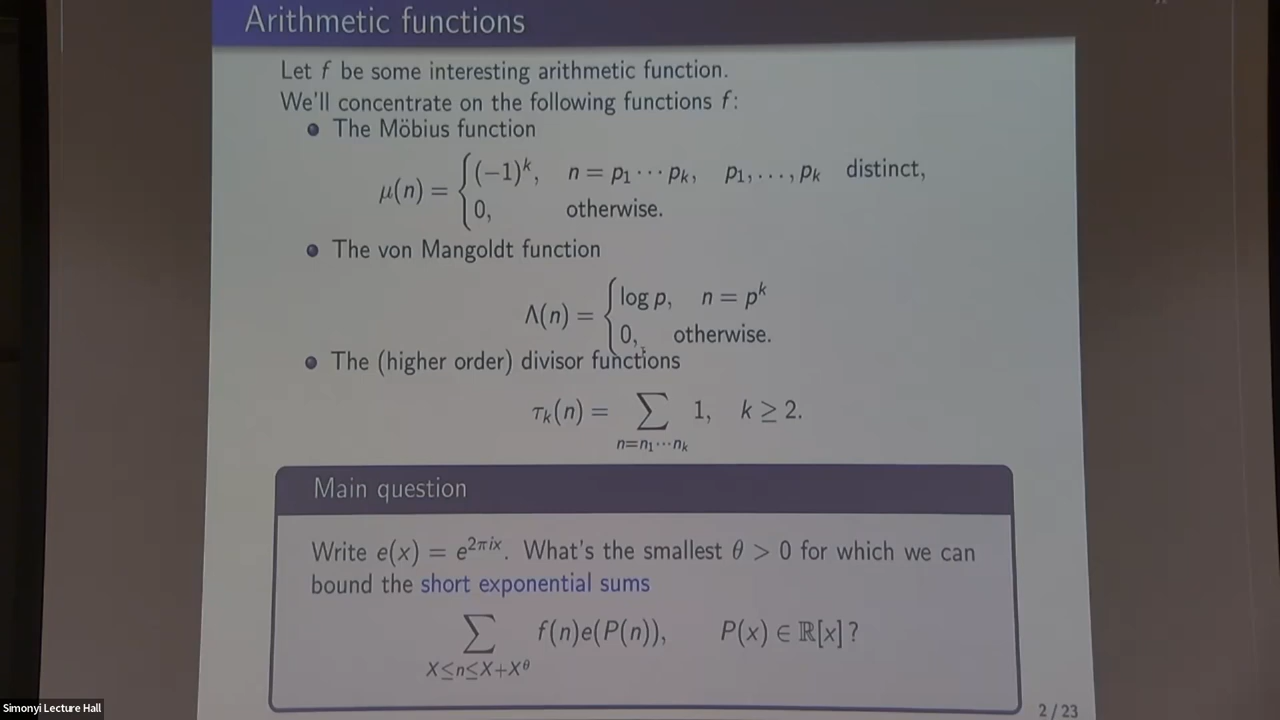 Arithmetic functions
Let f be some interesting arithmetic function.
We'll concentrate on the following functions f:
• The Möbius function
μ(n) = { (−1)^k, n = p_1 ⋯ p_k, p_1, …, p_k distinct,
0, otherwise.
• The von Mangoldt function
Λ(n) = { log p, n = p^k
0, otherwise.
• The (higher order) divisor functions
τ_k(n) = ∑_{n=n_1⋯n_k} 1, k ≥ 2.
Main question
Write e(x) = e^{2πix}. What's the smallest θ > 0 for which we can
bound the short exponential sums
∑_{X≤n≤X+X^θ} f(n)e(P(n)), P(x) ∈ ℝ[x]?
2 / 23
Simonyi Lecture Hall